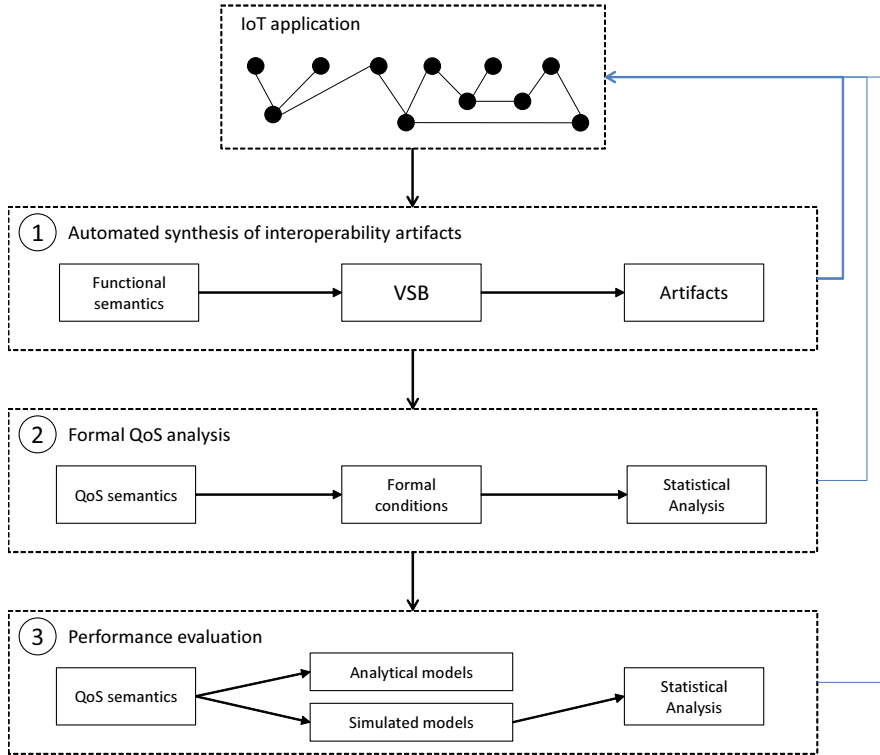 IoT application
1 Automated synthesis of interoperability artifacts
Functional
semantics
VSB
Artifacts
2 Formal QoS analysis
QoS semantics
Formal
conditions
Statistical
Analysis
3 Performance evaluation
QoS semantics
Analytical models
Simulated models
Statistical
Analysis